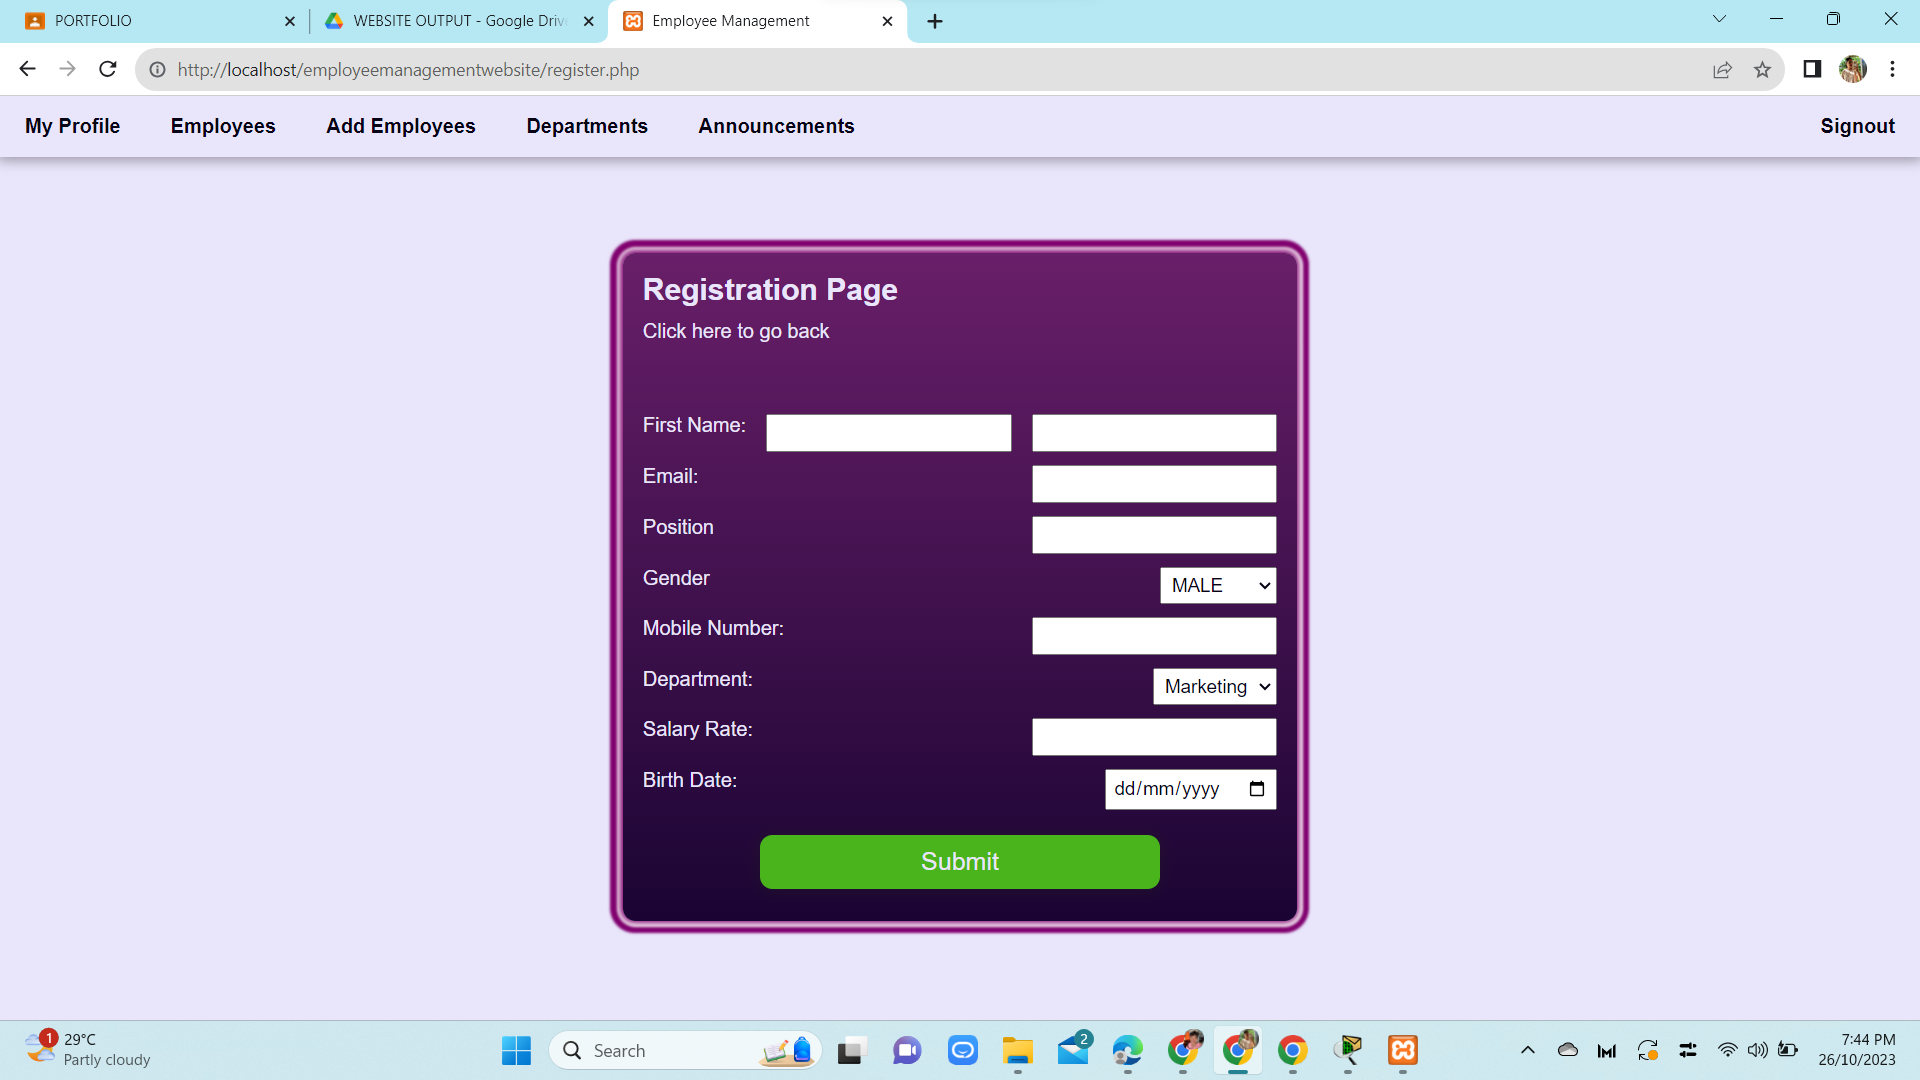 PORTFOLIO
WEBSITE OUTPUT - Google Driv
Employee Management
http://localhost/employeemanagementwebsite/register.php
My Profile Employees Add Employees Departments Announcements Signout
Registration Page
Click here to go back
First Name:
Email:
Position
Gender MALE
Mobile Number:
Department: Marketing
Salary Rate:
Birth Date: dd/mm/yyyy
Submit
1
29°C
Partly cloudy
Search
2
7:44 PM
26/10/2023